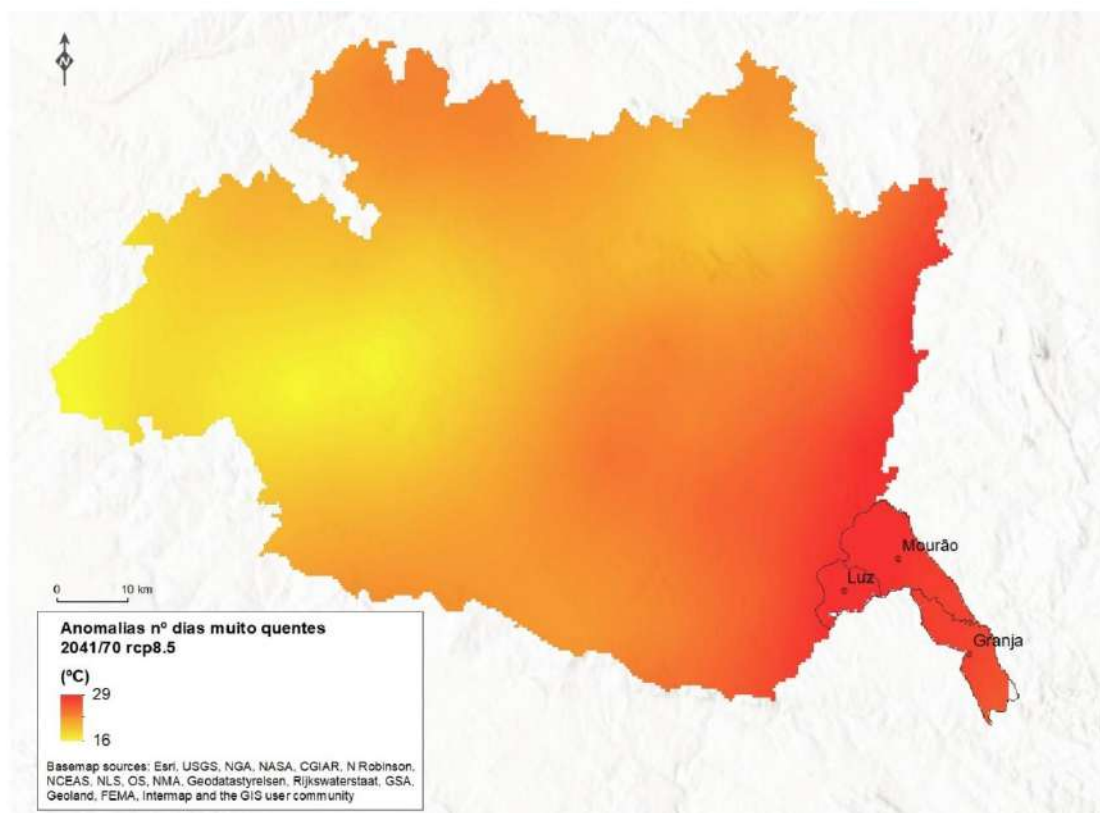 N
Mourão
Luz
Granja
0 10 km
Anomalias nº dias muito quentes
2041/70 rcp8.5
(ºC)
29
16
Basemap sources: Esri, USGS, NGA, NASA, CGIAR, N Robinson,
NCEAS, NLS, OS, NMA, Geodatastyrelsen, Rijkswaterstaat, GSA,
Geoland, FEMA, Intermap and the GIS user community